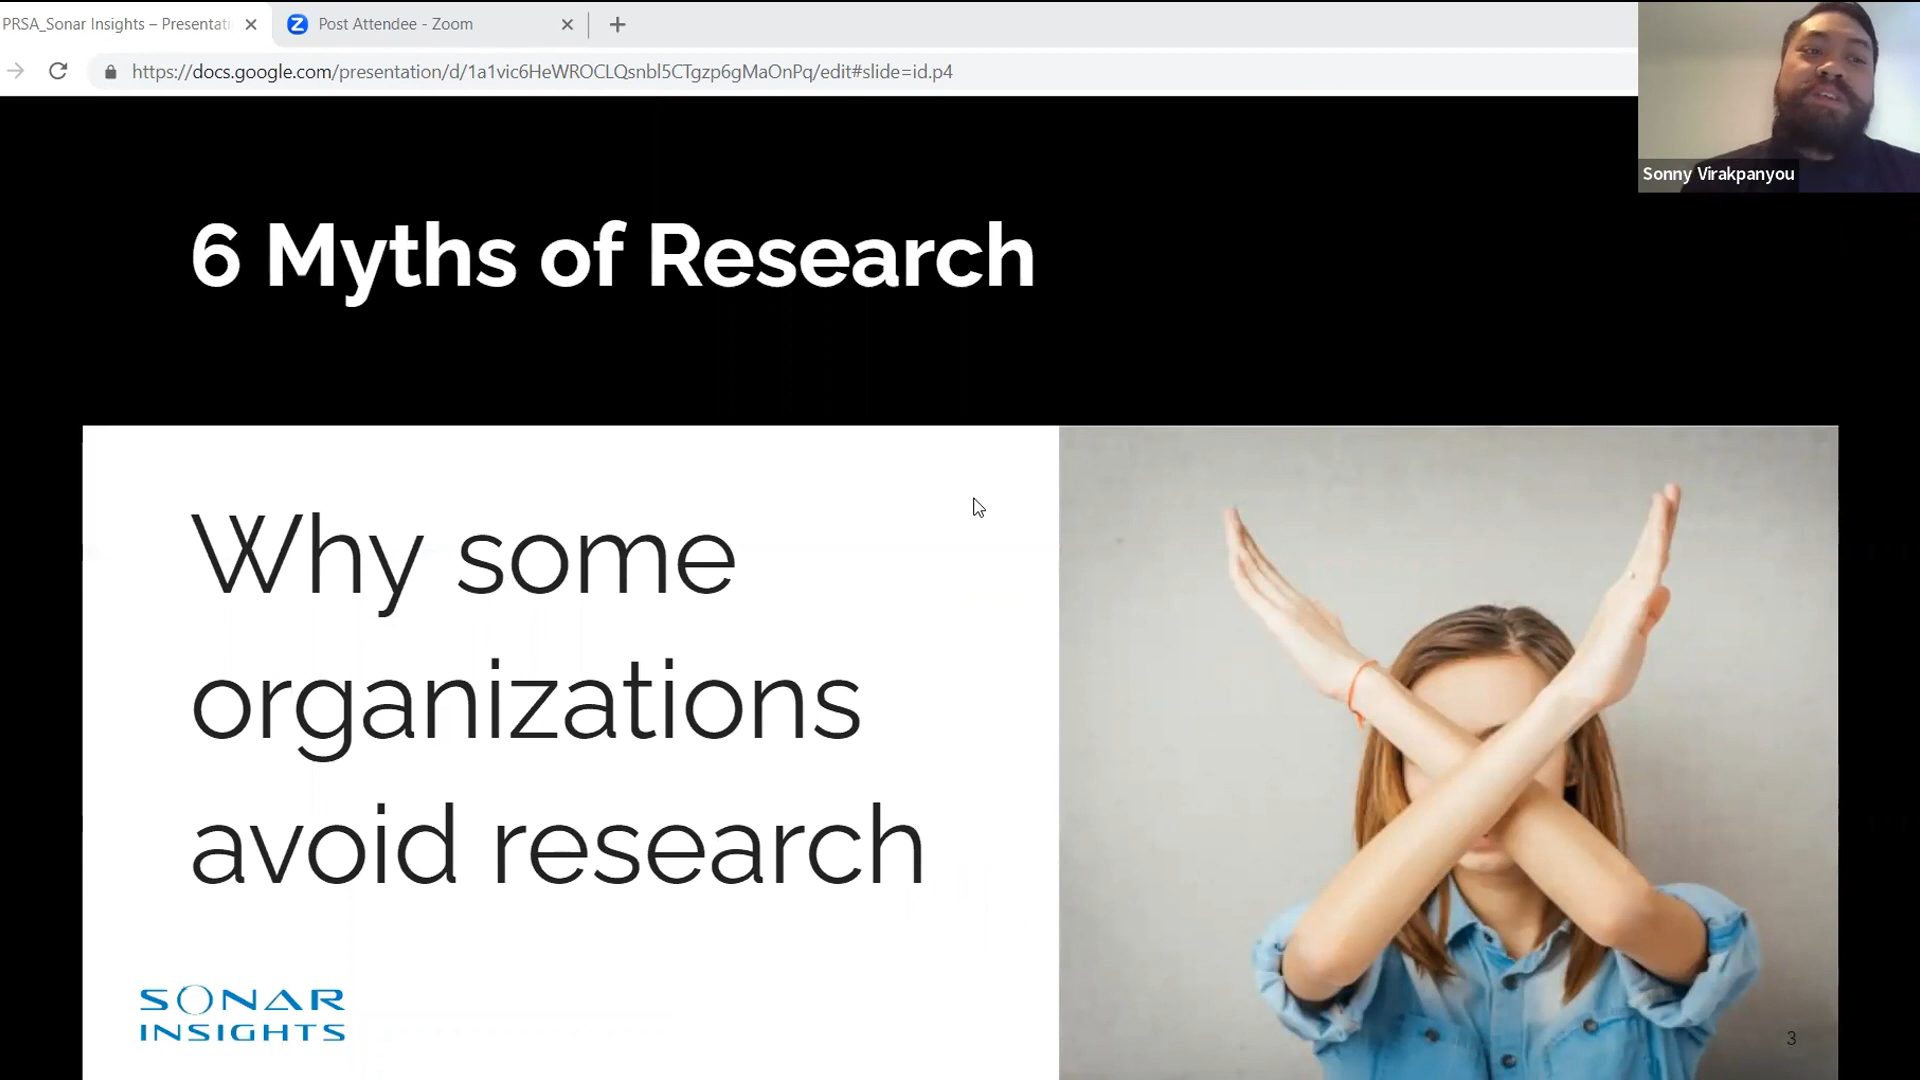 PRSA_Sonar Insights – Presentati
Post Attendee - Zoom
https://docs.google.com/presentation/d/1a1vic6HeWROCLQsnbl5CTgzp6gMaOnPq/edit#slide=id.p4
Sonny Virakpanyou
6 Myths of Research
Why some
organizations
avoid research
SONAR
INSIGHTS
3